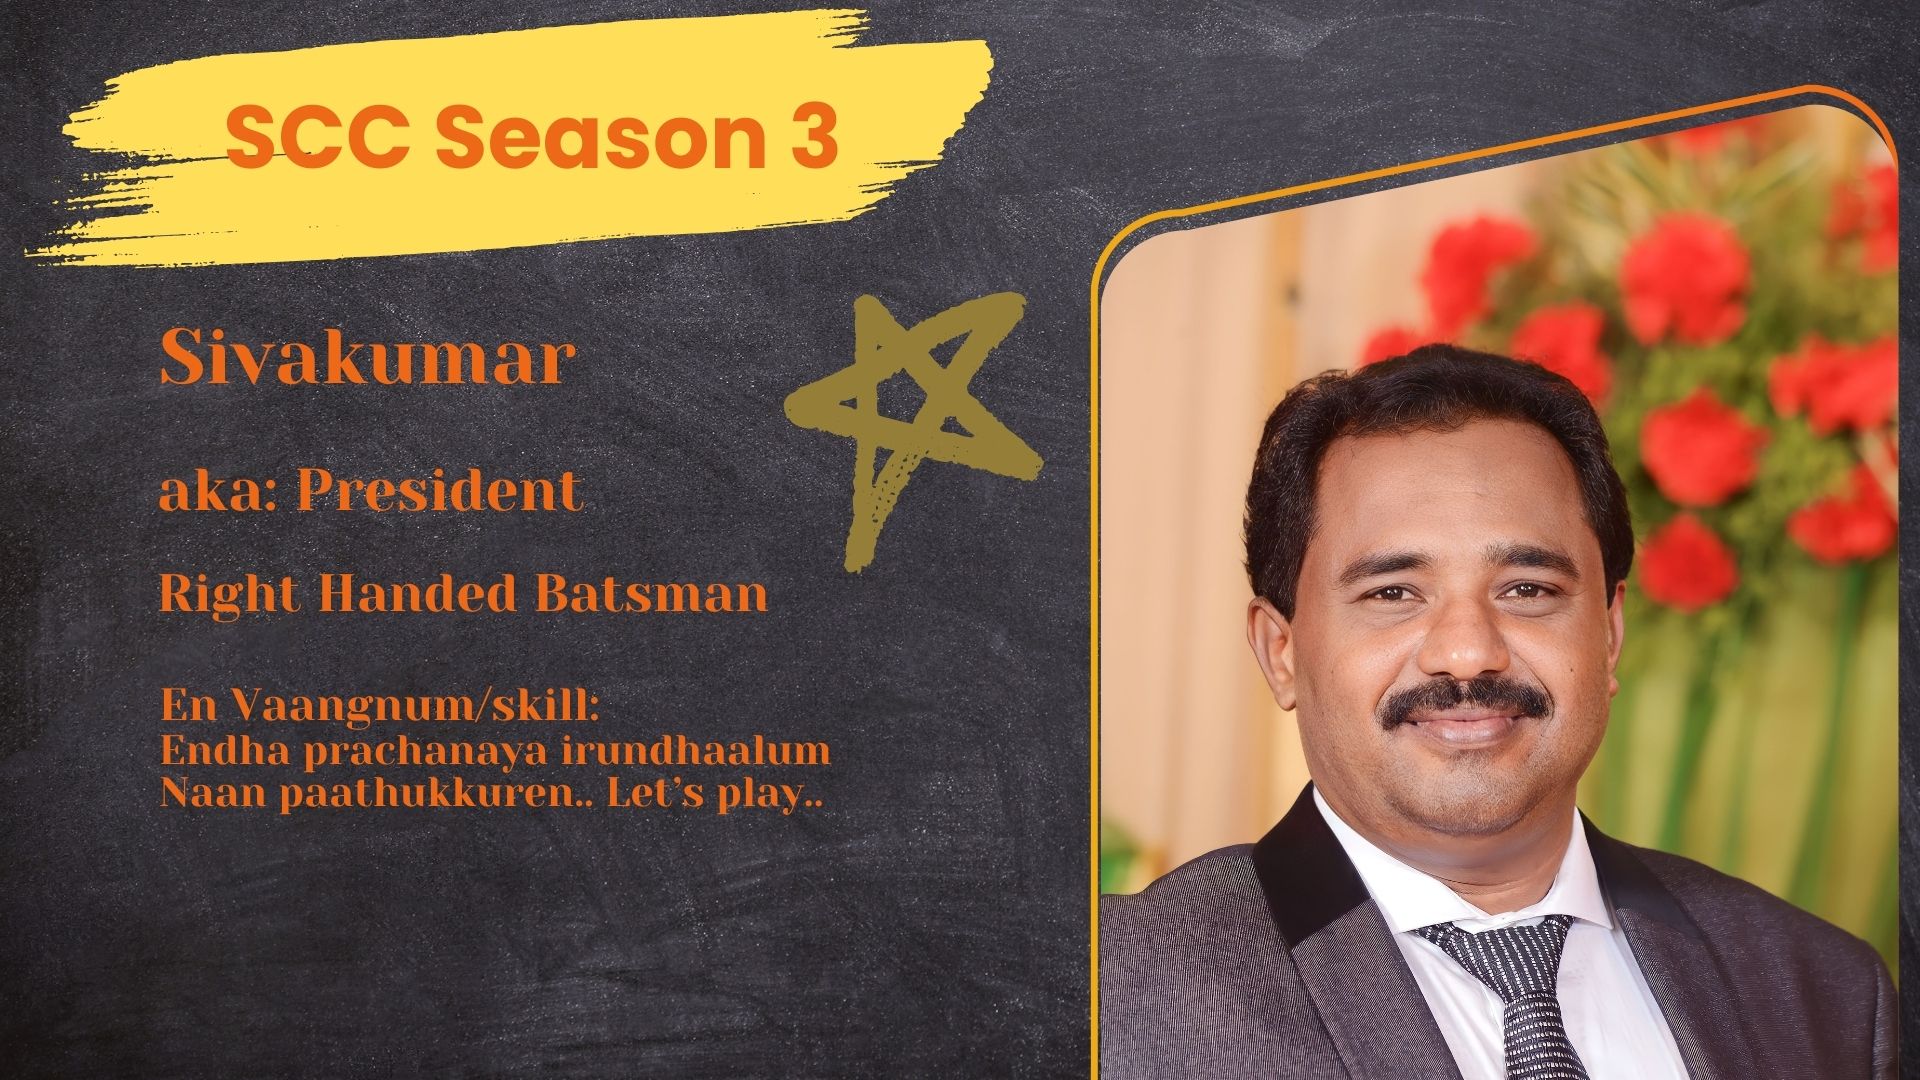 SCC Season 3
Sivakumar
aka: President
Right Handed Batsman
En Vaangnum/skill:
Endha prachanaya irundhaalum
Naan paathukkuren.. Let’s play..